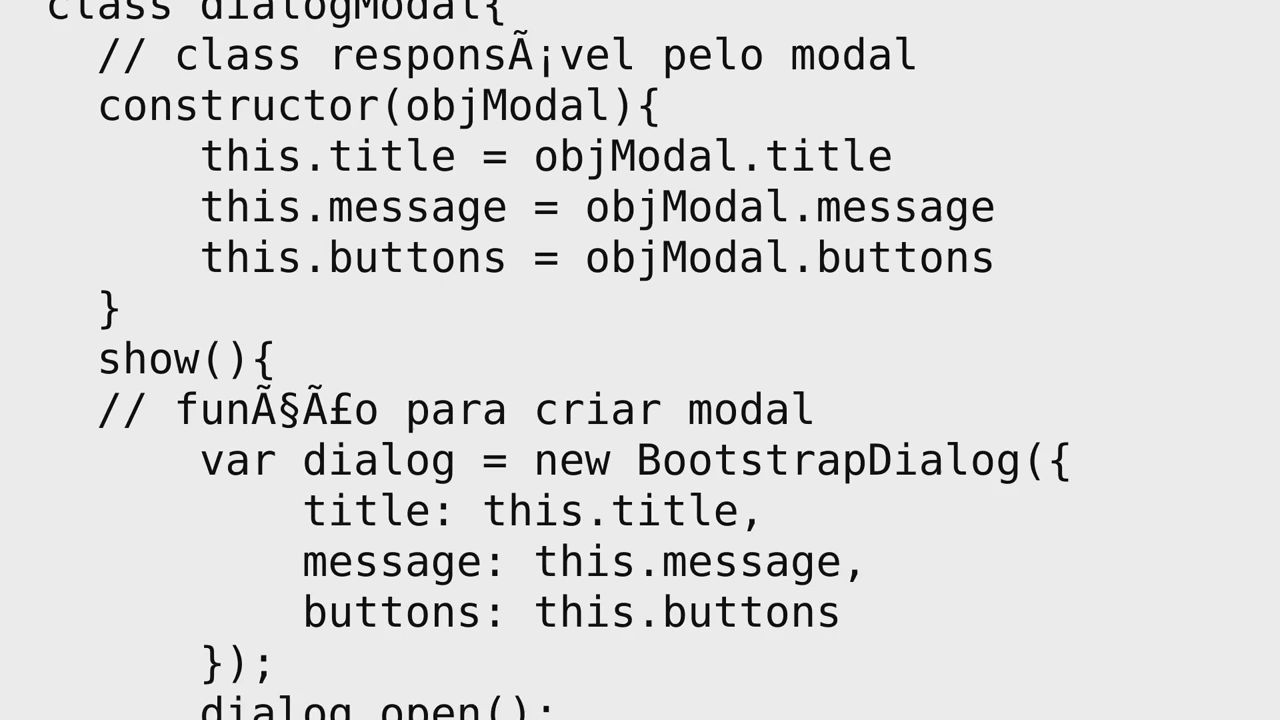 class dialogModal{
// class responsÃ¡vel pelo modal
constructor(objModal){
this.title = objModal.title
this.message = objModal.message
this.buttons = objModal.buttons
}
show(){
// funÃ§Ã£o para criar modal
var dialog = new BootstrapDialog({
title: this.title,
message: this.message,
buttons: this.buttons
});
dialog.open();